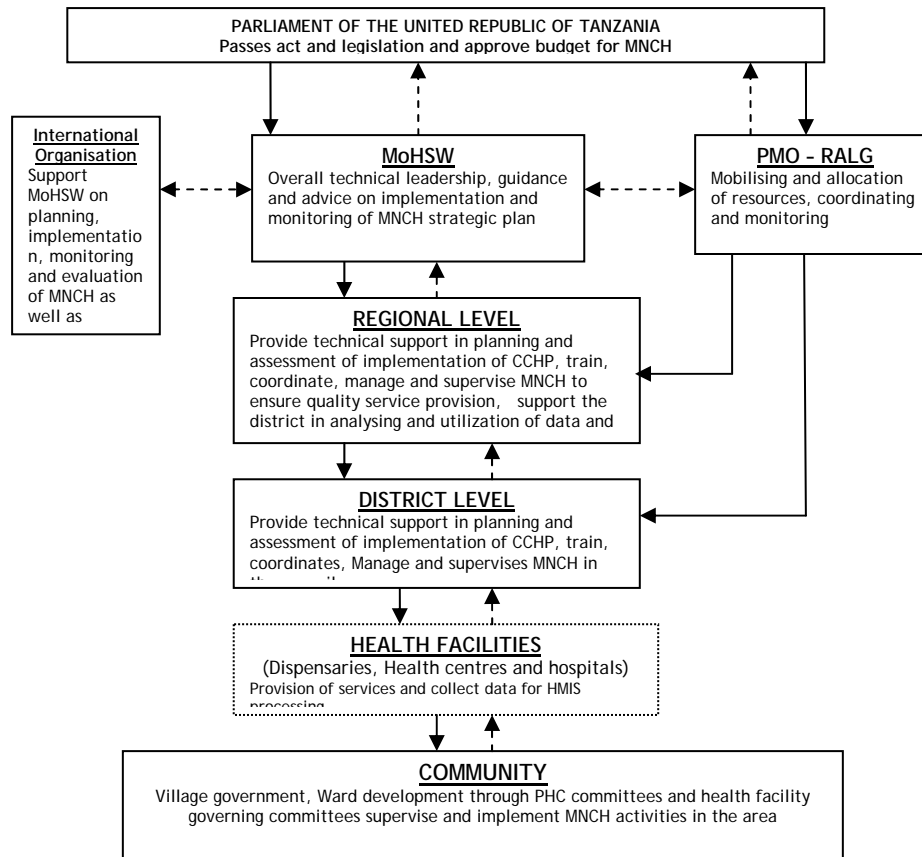 PARLIAMENT OF THE UNITED REPUBLIC OF TANZANIA
Passes act and legislation and approve budget for MNCH
International
Organisation
Support
MoHSW on
planning,
implementatio
n, monitoring
and evaluation
of MNCH as
well as
MoHSW
Overall technical leadership, guidance
and advice on implementation and
monitoring of MNCH strategic plan
PMO - RALG
Mobilising and allocation
of resources, coordinating
and monitoring
REGIONAL LEVEL
Provide technical support in planning and
assessment of implementation of CCHP, train,
coordinate, manage and supervise MNCH to
ensure quality service provision, support the
district in analysing and utilization of data and
DISTRICT LEVEL
Provide technical support in planning and
assessment of implementation of CCHP, train,
coordinates, Manage and supervises MNCH in
HEALTH FACILITIES
(Dispensaries, Health centres and hospitals)
Provision of services and collect data for HMIS
processing
COMMUNITY
Village government, Ward development through PHC committees and health facility
governing committees supervise and implement MNCH activities in the area